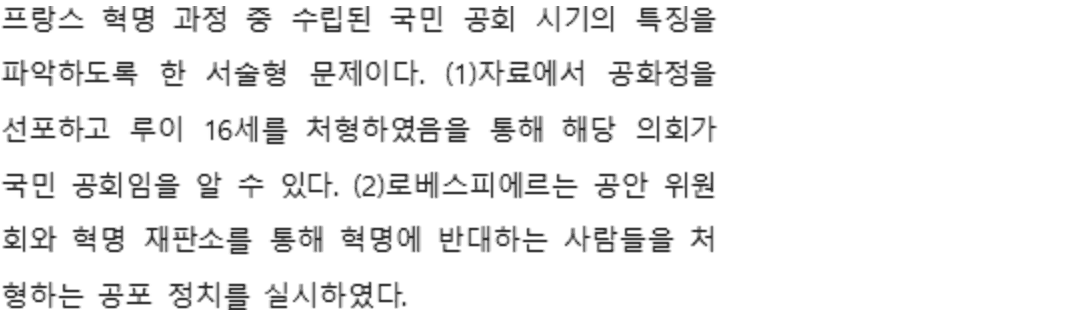 프랑스 혁명 과정 중 수립된 국민 공회 시기의 특징을
파악하도록 한 서술형 문제이다. (1)자료에서 공화정을
선포하고 루이 16세를 처형하였음을 통해 해당 의회가
국민 공회임을 알 수 있다. (2)로베스피에르는 공안 위원
회와 혁명 재판소를 통해 혁명에 반대하는 사람들을 처
형하는 공포 정치를 실시하였다.